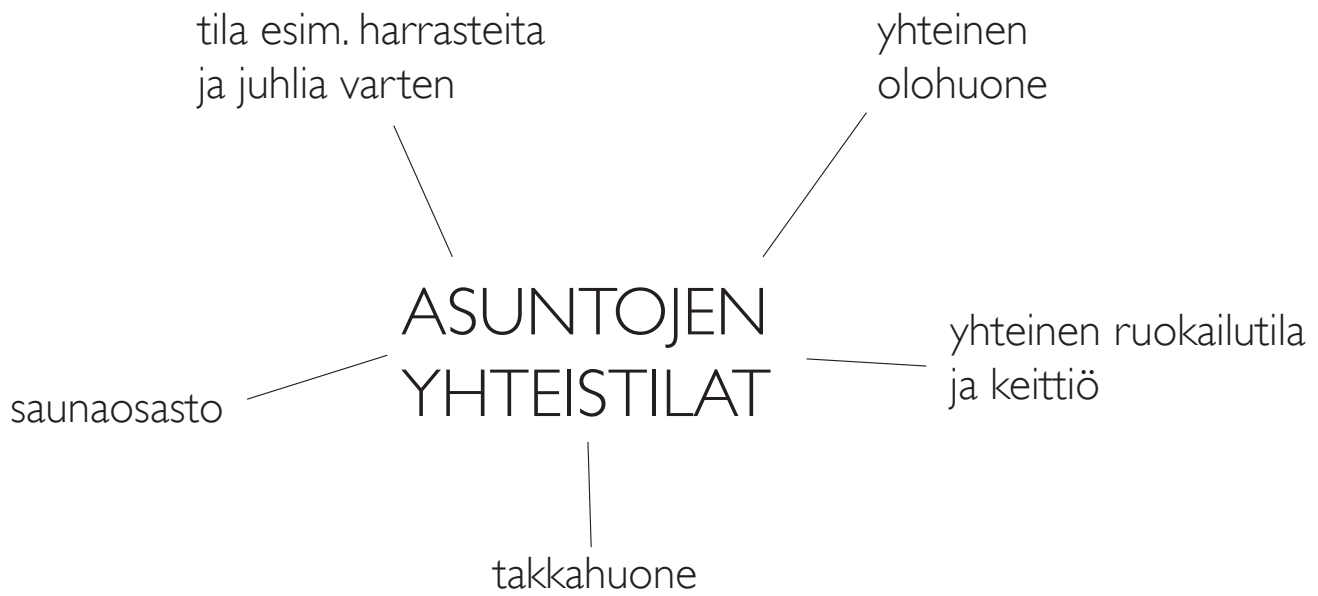 tila esim. harrasteita
ja juhlia varten
yhteinen
olohuone
ASUNTOJEN
YHTEISTILAT
yhteinen ruokailutila
ja keittiö
saunaosasto
takkahuone